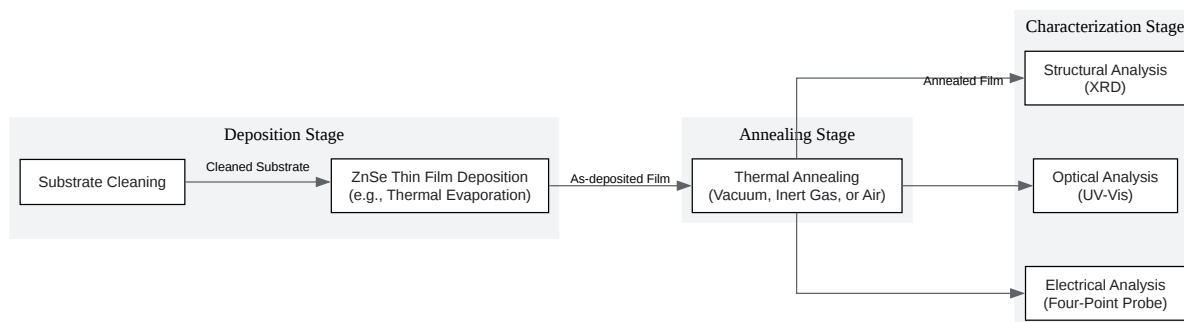 Deposition Stage
Substrate Cleaning
Cleaned Substrate
ZnSe Thin Film Deposition
(e.g., Thermal Evaporation)
As-deposited Film
Annealing Stage
Thermal Annealing
(Vacuum, Inert Gas, or Air)
Annealed Film
Characterization Stage
Structural Analysis
(XRD)
Optical Analysis
(UV-Vis)
Electrical Analysis
(Four-Point Probe)